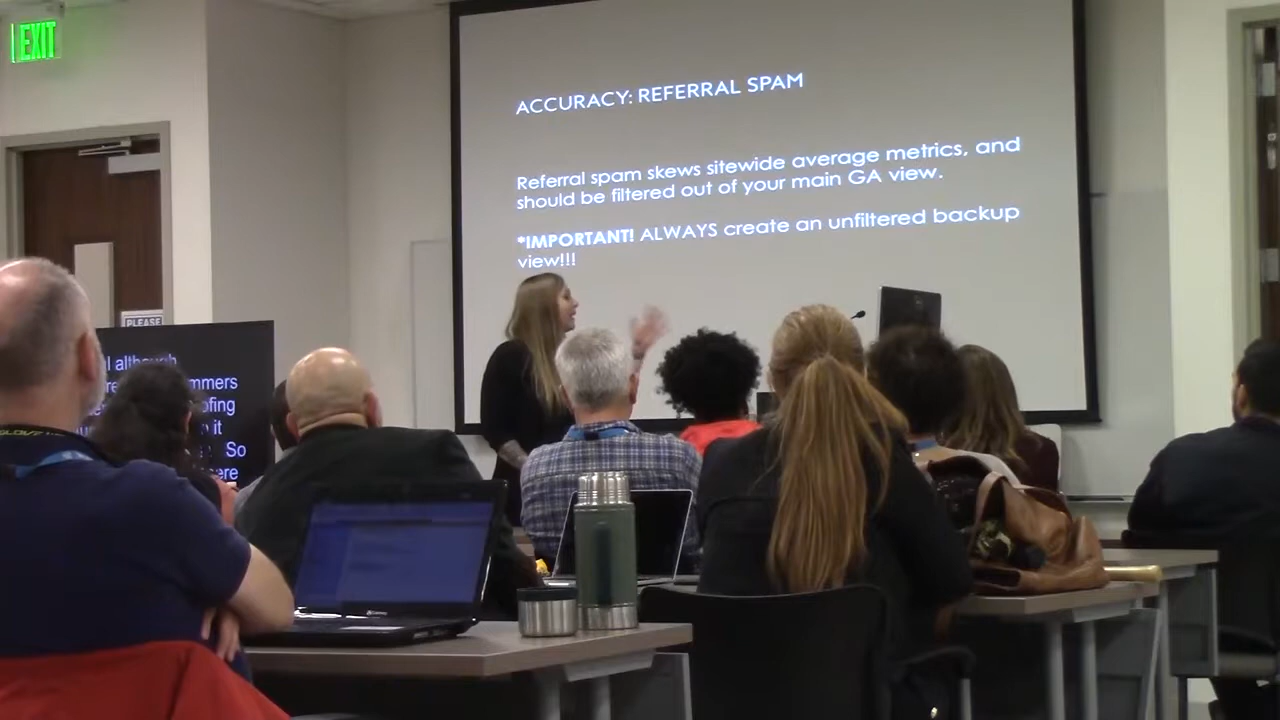 EXIT
ACCURACY: REFERRAL SPAM
Referral spam skews sitewide average metrics, and
should be filtered out of your main GA view.
*IMPORTANT! ALWAYS create an unfiltered backup
view!!!
PLEASE
although
So